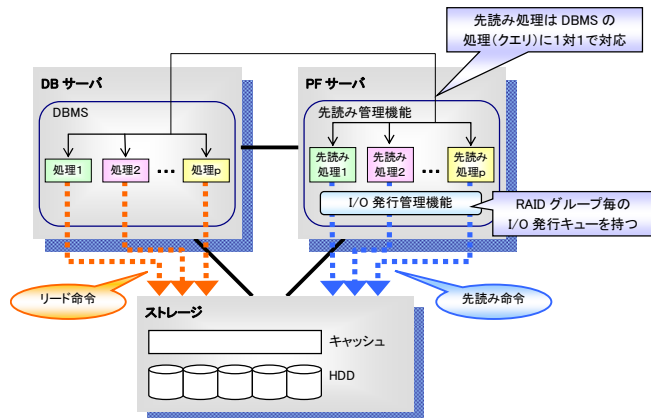 先読み処理は DBMS の
処理(クエリ)に1対1で対応
DB サーバ
PF サーバ
DBMS
先読み管理機能
処理1
処理2
...
処理p
先読み
処理1
先読み
処理2
...
先読み
処理p
I/O 発行管理機能
RAID グループ毎の
I/O 発行キューを持つ
リード命令
先読み命令
ストレージ
キャッシュ
HDD